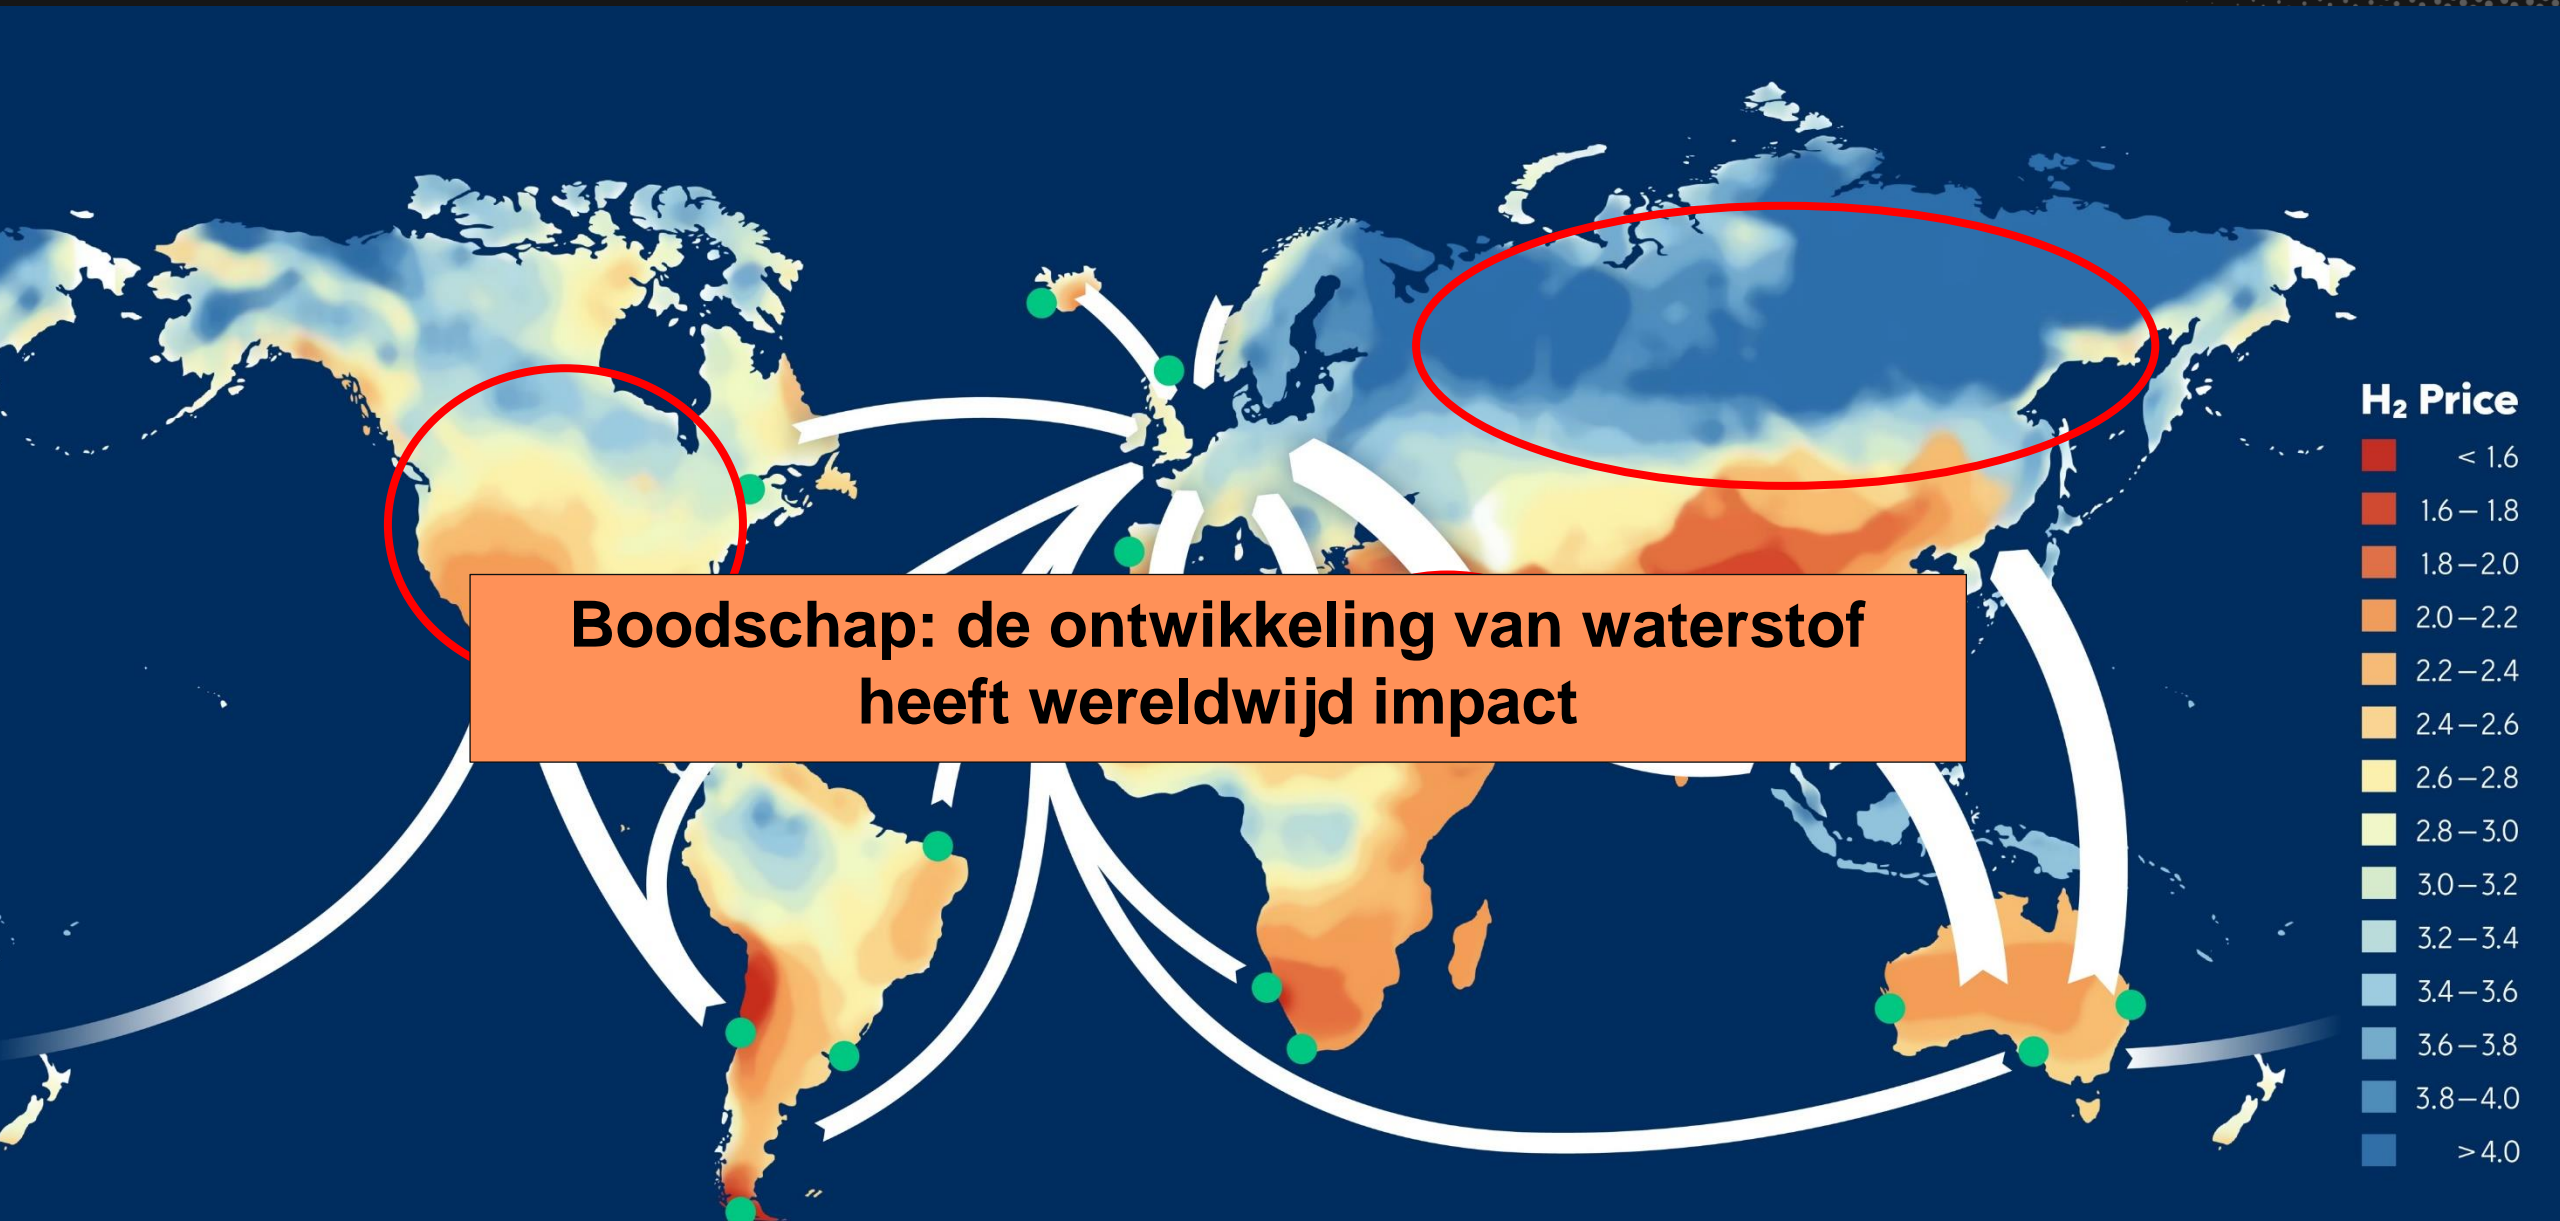 Boodschap: de ontwikkeling van waterstof
heeft wereldwijd impact
H₂ Price
< 1.6
1.6 – 1.8
1.8 – 2.0
2.0 – 2.2
2.2 – 2.4
2.4 – 2.6
2.6 – 2.8
2.8 – 3.0
3.0 – 3.2
3.2 – 3.4
3.4 – 3.6
3.6 – 3.8
3.8 – 4.0
> 4.0